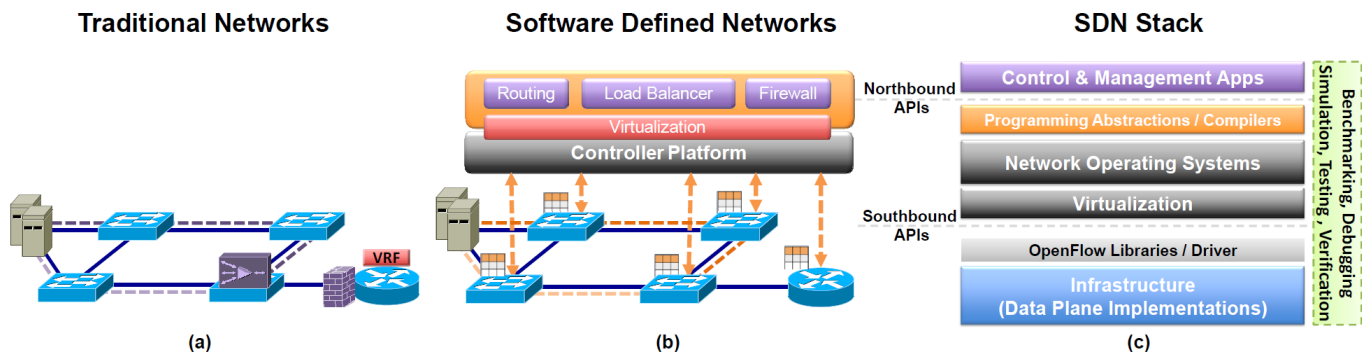 Traditional Networks
Software Defined Networks
SDN Stack
Routing
Load Balancer
Firewall
Virtualization
Controller Platform
VRF
Northbound
APIs
Southbound
APIs
Control & Management Apps
Programming Abstractions / Compilers
Network Operating Systems
Virtualization
OpenFlow Libraries / Driver
Infrastructure
(Data Plane Implementations)
Benchmarking, Debugging
Simulation, Testing , Verification
(a)
(b)
(c)